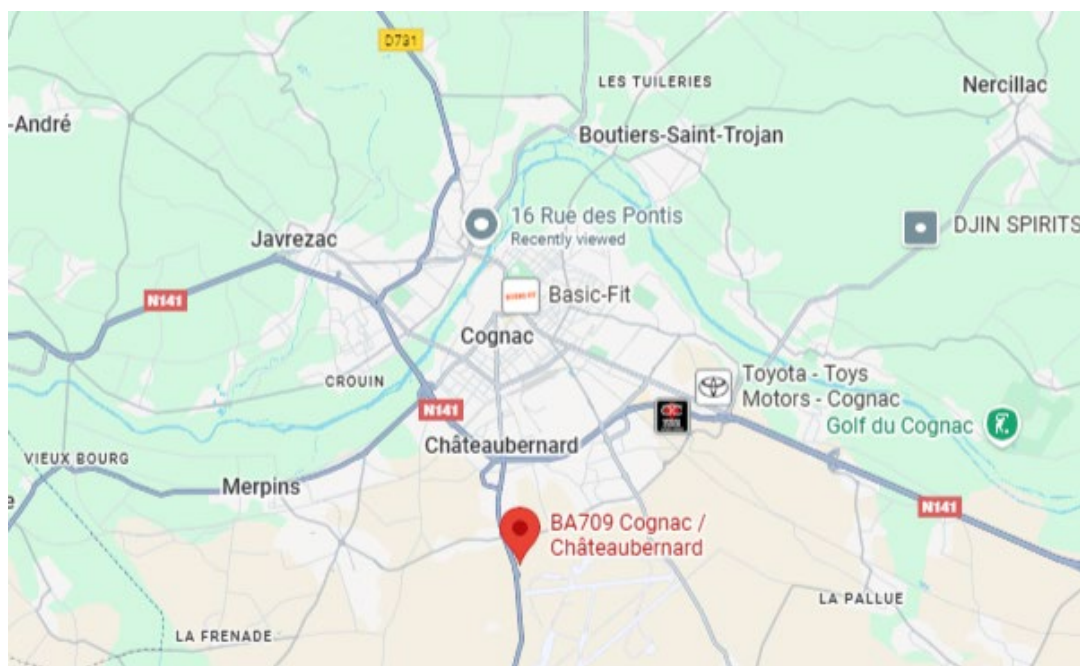 D731
LES TUILERIES
Nercillac
-André
Boutiers-Saint-Trojan
16 Rue des Pontis
Recently viewed
DJIN SPIRITS
Javrezac
N141
Basic-Fit
Cognac
CROUIN
Toyota - Toys
Motors - Cognac
N141
Golf du Cognac
Châteaubernard
VIEUX BOURG
Merpins
e
N141
BA709 Cognac /
Châteaubernard
LA PALLUE
LA FRENADE